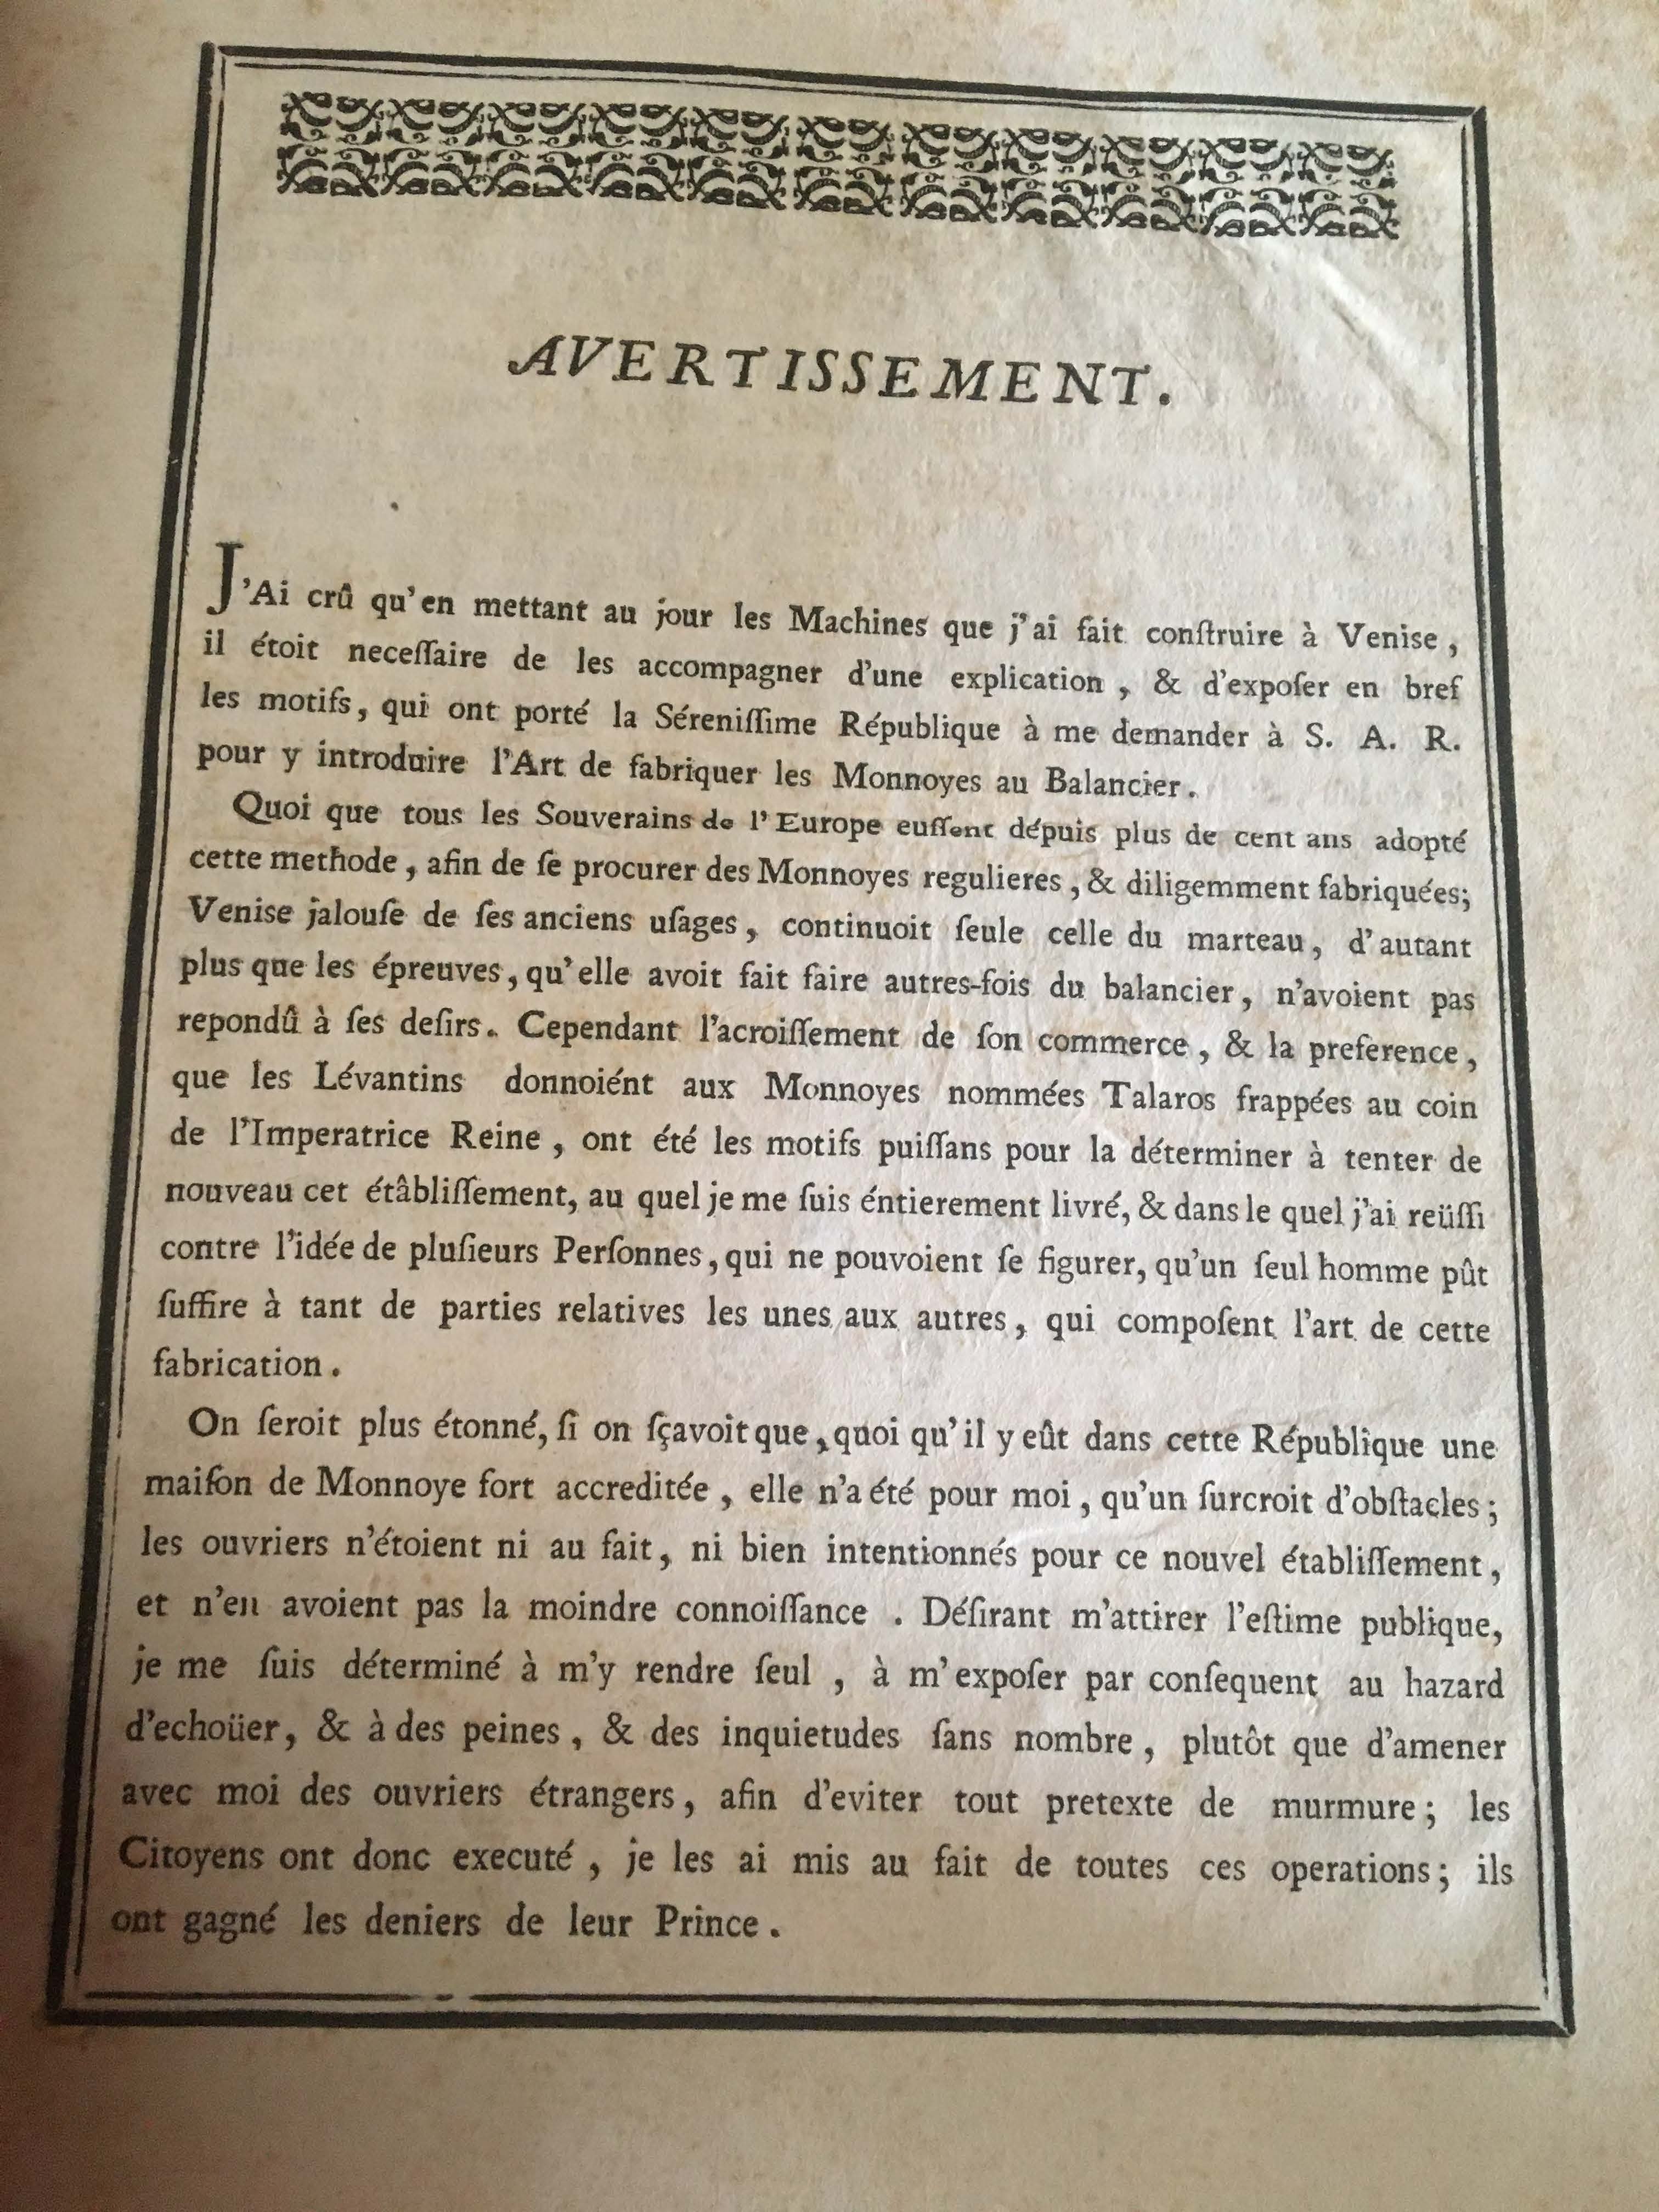 AVERTISSEMENT.
J'Ai crû qu'en mettant au jour les Machines que j'ai fait conſtruire à Venise,
il étoit neceſſaire de les accompagner d'une explication, & d'expoſer en bref
les motifs, qui ont porté la Séreniſſime République à me demander à S. A. R.
pour y introduire l'Art de fabriquer les Monnoyes au Balancier.
Quoi que tous les Souverains de l'Europe euſſent dépuis plus de cent ans adopté
cette methode, afin de ſe procurer des Monnoyes regulieres, & diligemment fabriquées;
Venise jalouſe de ſes anciens uſages, continuoit ſeule celle du marteau, d'autant
plus que les épreuves, qu'elle avoit fait faire autres-fois du balancier, n'avoient pas
repondû à ſes deſirs. Cependant l'acroiſſement de ſon commerce, & la preference,
que les Lévantins donnoiént aux Monnoyes nommées Talaros frappées au coin
de l'Imperatrice Reine, ont été les motifs puiſſans pour la déterminer à tenter de
nouveau cet étâbliſſement, au quel je me ſuis éntierement livré, & dans le quel j'ai reüſſi
contre l'idée de pluſieurs Perſonnes, qui ne pouvoient ſe figurer, qu'un ſeul homme pût
ſuffire à tant de parties relatives les unes aux autres, qui compoſent l'art de cette
fabrication.
On ſeroit plus étonné, ſi on ſçavoit que, quoi qu'il y eût dans cette République une
maiſon de Monnoye fort accreditée, elle n'a été pour moi, qu'un ſurcroit d'obſtacles;
les ouvriers n'étoient ni au fait, ni bien intentionnés pour ce nouvel établiſſement,
et n'en avoient pas la moindre connoiſſance. Déſirant m'attirer l'eſtime publique,
je me ſuis déterminé à m'y rendre ſeul, à m'expoſer par conſequent au hazard
d'echoüer, & à des peines, & des inquietudes ſans nombre, plutôt que d'amener
avec moi des ouvriers étrangers, afin d'eviter tout pretexte de murmure; les
Citoyens ont donc executé, je les ai mis au fait de toutes ces operations; ils
ont gagné les deniers de leur Prince.